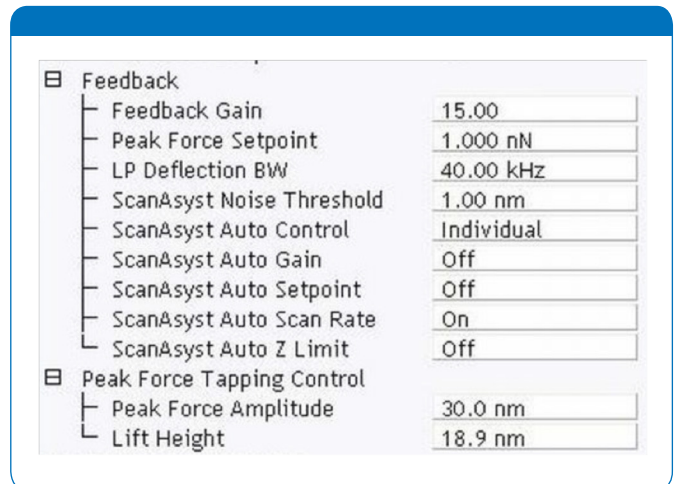 Feedback
Feedback Gain 15.00
Peak Force Setpoint 1.000 nN
LP Deflection BW 40.00 kHz
ScanAsyst Noise Threshold 1.00 nm
ScanAsyst Auto Control Individual
ScanAsyst Auto Gain Off
ScanAsyst Auto Setpoint Off
ScanAsyst Auto Scan Rate On
ScanAsyst Auto Z Limit Off
Peak Force Tapping Control
Peak Force Amplitude 30.0 nm
Lift Height 18.9 nm